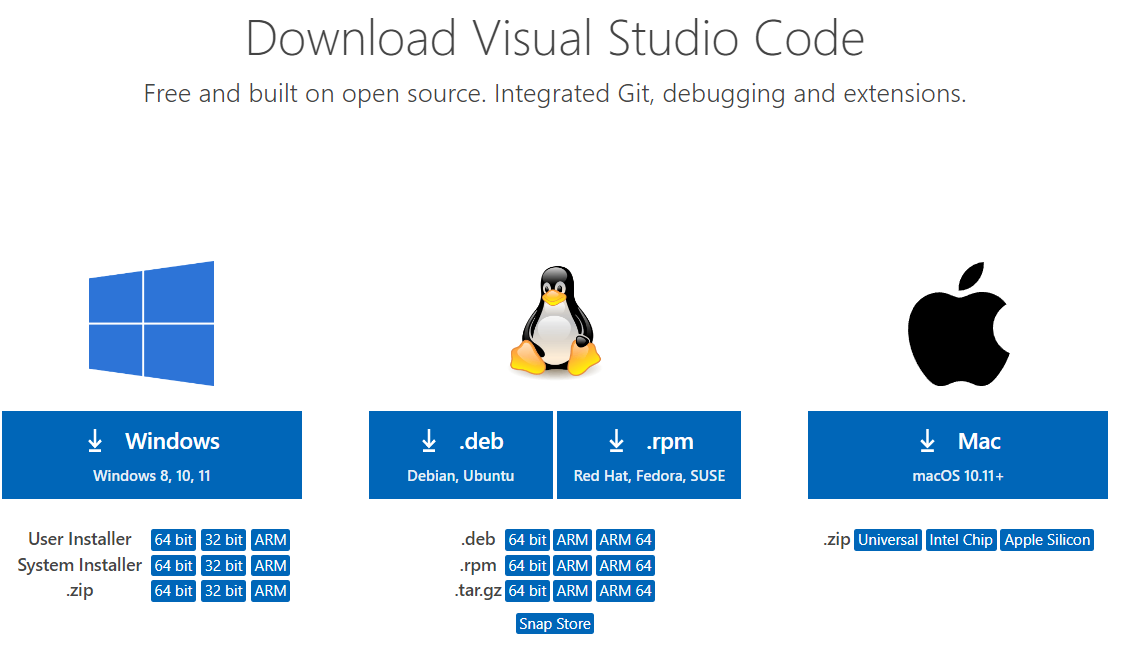 Download Visual Studio Code
Free and built on open source. Integrated Git, debugging and extensions.
Windows
Windows 8, 10, 11
User Installer 64 bit 32 bit ARM
System Installer 64 bit 32 bit ARM
.zip 64 bit 32 bit ARM
.deb
Debian, Ubuntu
.rpm
Red Hat, Fedora, SUSE
.deb 64 bit ARM ARM 64
.rpm 64 bit ARM ARM 64
.tar.gz 64 bit ARM ARM 64
Snap Store
Mac
macOS 10.11+
.zip Universal Intel Chip Apple Silicon